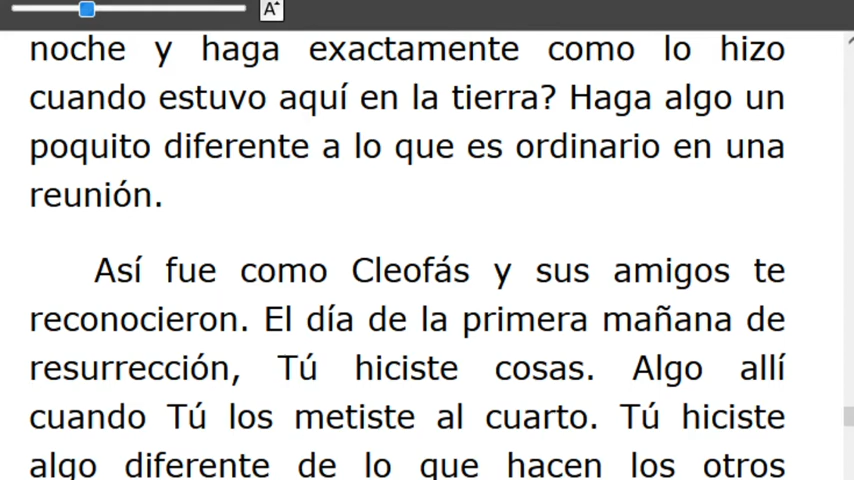 A
noche y haga exactamente como lo hizo
cuando estuvo aquí en la tierra? Haga algo un
poquito diferente a lo que es ordinario en una
reunión.
Así fue como Cleofás y sus amigos te
reconocieron. El día de la primera mañana de
resurrección, Tú hiciste cosas. Algo allí
cuando Tú los metiste al cuarto. Tú hiciste
algo diferente de lo que hacen los otros